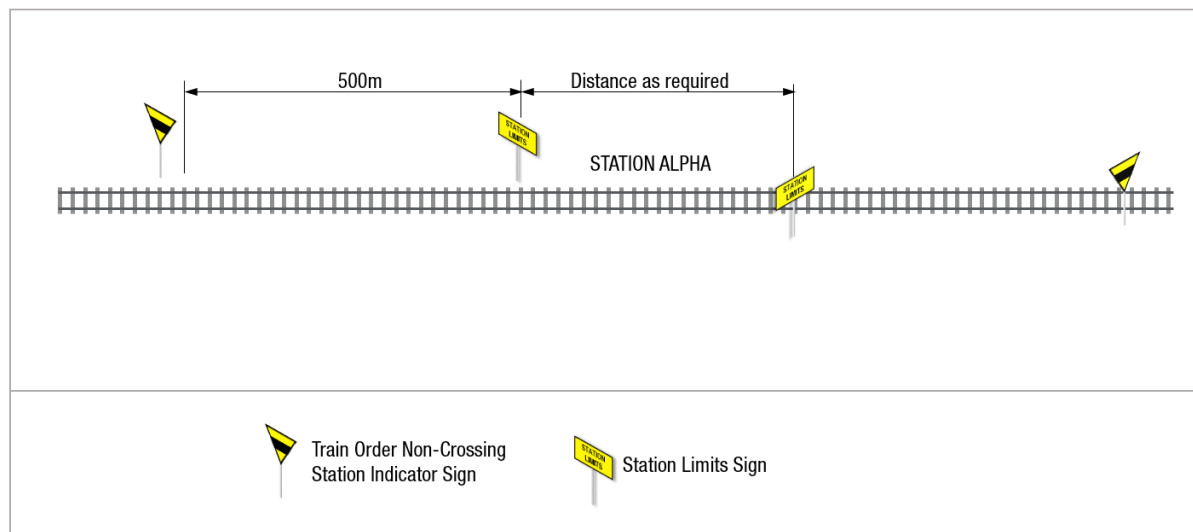 500m
Distance as required
STATION
LIMITS
STATION ALPHA
STATION
LIMITS
Train Order Non-Crossing
Station Indicator Sign
STATION
LIMITS
Station Limits Sign